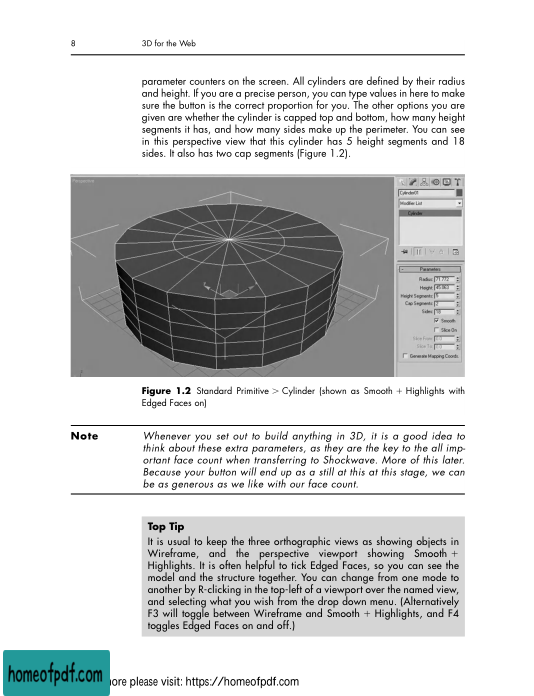 8
3D for the Web
parameter counters on the screen. All cylinders are defined by their radius
and height. If you are a precise person, you can type values in here to make
sure the button is the correct proportion for you. The other options you are
given are whether the cylinder is capped top and bottom, how many height
segments it has, and how many sides make up the perimeter. You can see
in this perspective view that this cylinder has 5 height segments and 18
sides. It also has two cap segments (Figure 1.2).
Perspective
Cylinder01
Modifier List
Cylinder
Parameters
Radius: 71.772
Height: 45.863
Height Segments: 5
Cap Segments: 2
Sides: 18
Smooth
Slice On
Slice From:
Slice To:
Generate Mapping Coords.
Figure 1.2 Standard Primitive > Cylinder (shown as Smooth + Highlights with
Edged Faces on)
Note
Whenever you set out to build anything in 3D, it is a good idea to
think about these extra parameters, as they are the key to the all imp-
ortant face count when transferring to Shockwave. More of this later.
Because your button will end up as a still at this at this stage, we can
be as generous as we like with our face count.
Top Tip
It is usual to keep the three orthographic views as showing objects in
Wireframe, and the perspective viewport showing Smooth +
Highlights. It is often helpful to tick Edged Faces, so you can see the
model and the structure together. You can change from one mode to
another by R-clicking in the top-left of a viewport over the named view,
and selecting what you wish from the drop down menu. (Alternatively
F3 will toggle between Wireframe and Smooth + Highlights, and F4
toggles Edged Faces on and off.)
homeofpdf.com
ore please visit: https://homeofpdf.com